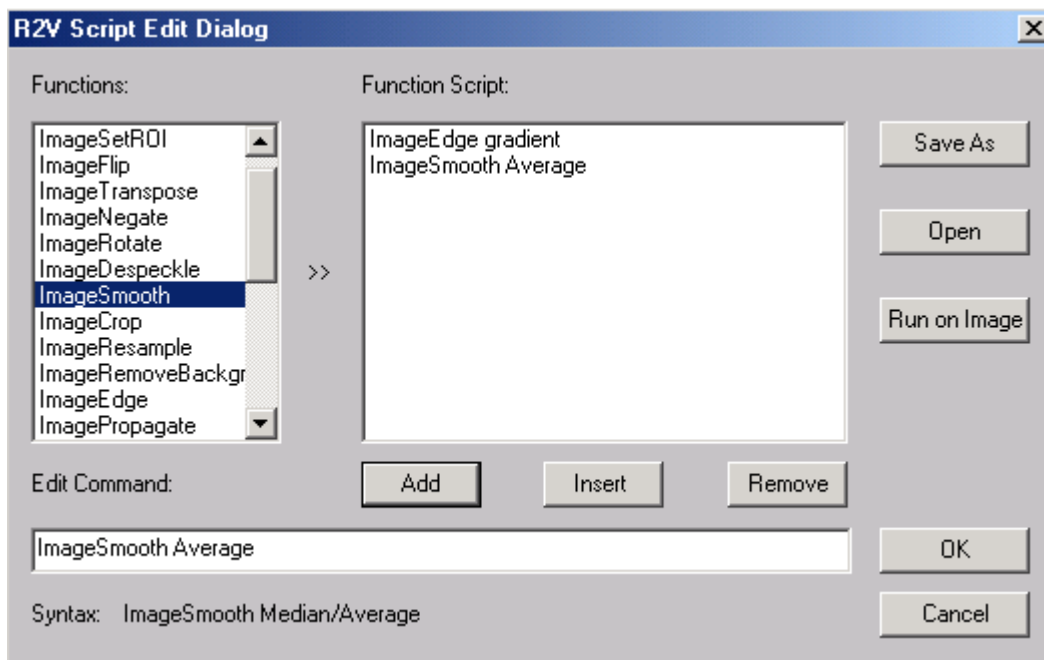 R2V Script Edit Dialog
Functions:
Function Script:
ImageSetROI
ImageFlip
ImageTranspose
ImageNegate
ImageRotate
ImageDespeckle
ImageSmooth
ImageCrop
ImageResample
ImageRemoveBackgr
ImageEdge
ImagePropagate
>>
ImageEdge gradient
ImageSmooth Average
Save As
Open
Run on Image
Edit Command:
Add
Insert
Remove
ImageSmooth Average
OK
Syntax: ImageSmooth Median/Average
Cancel